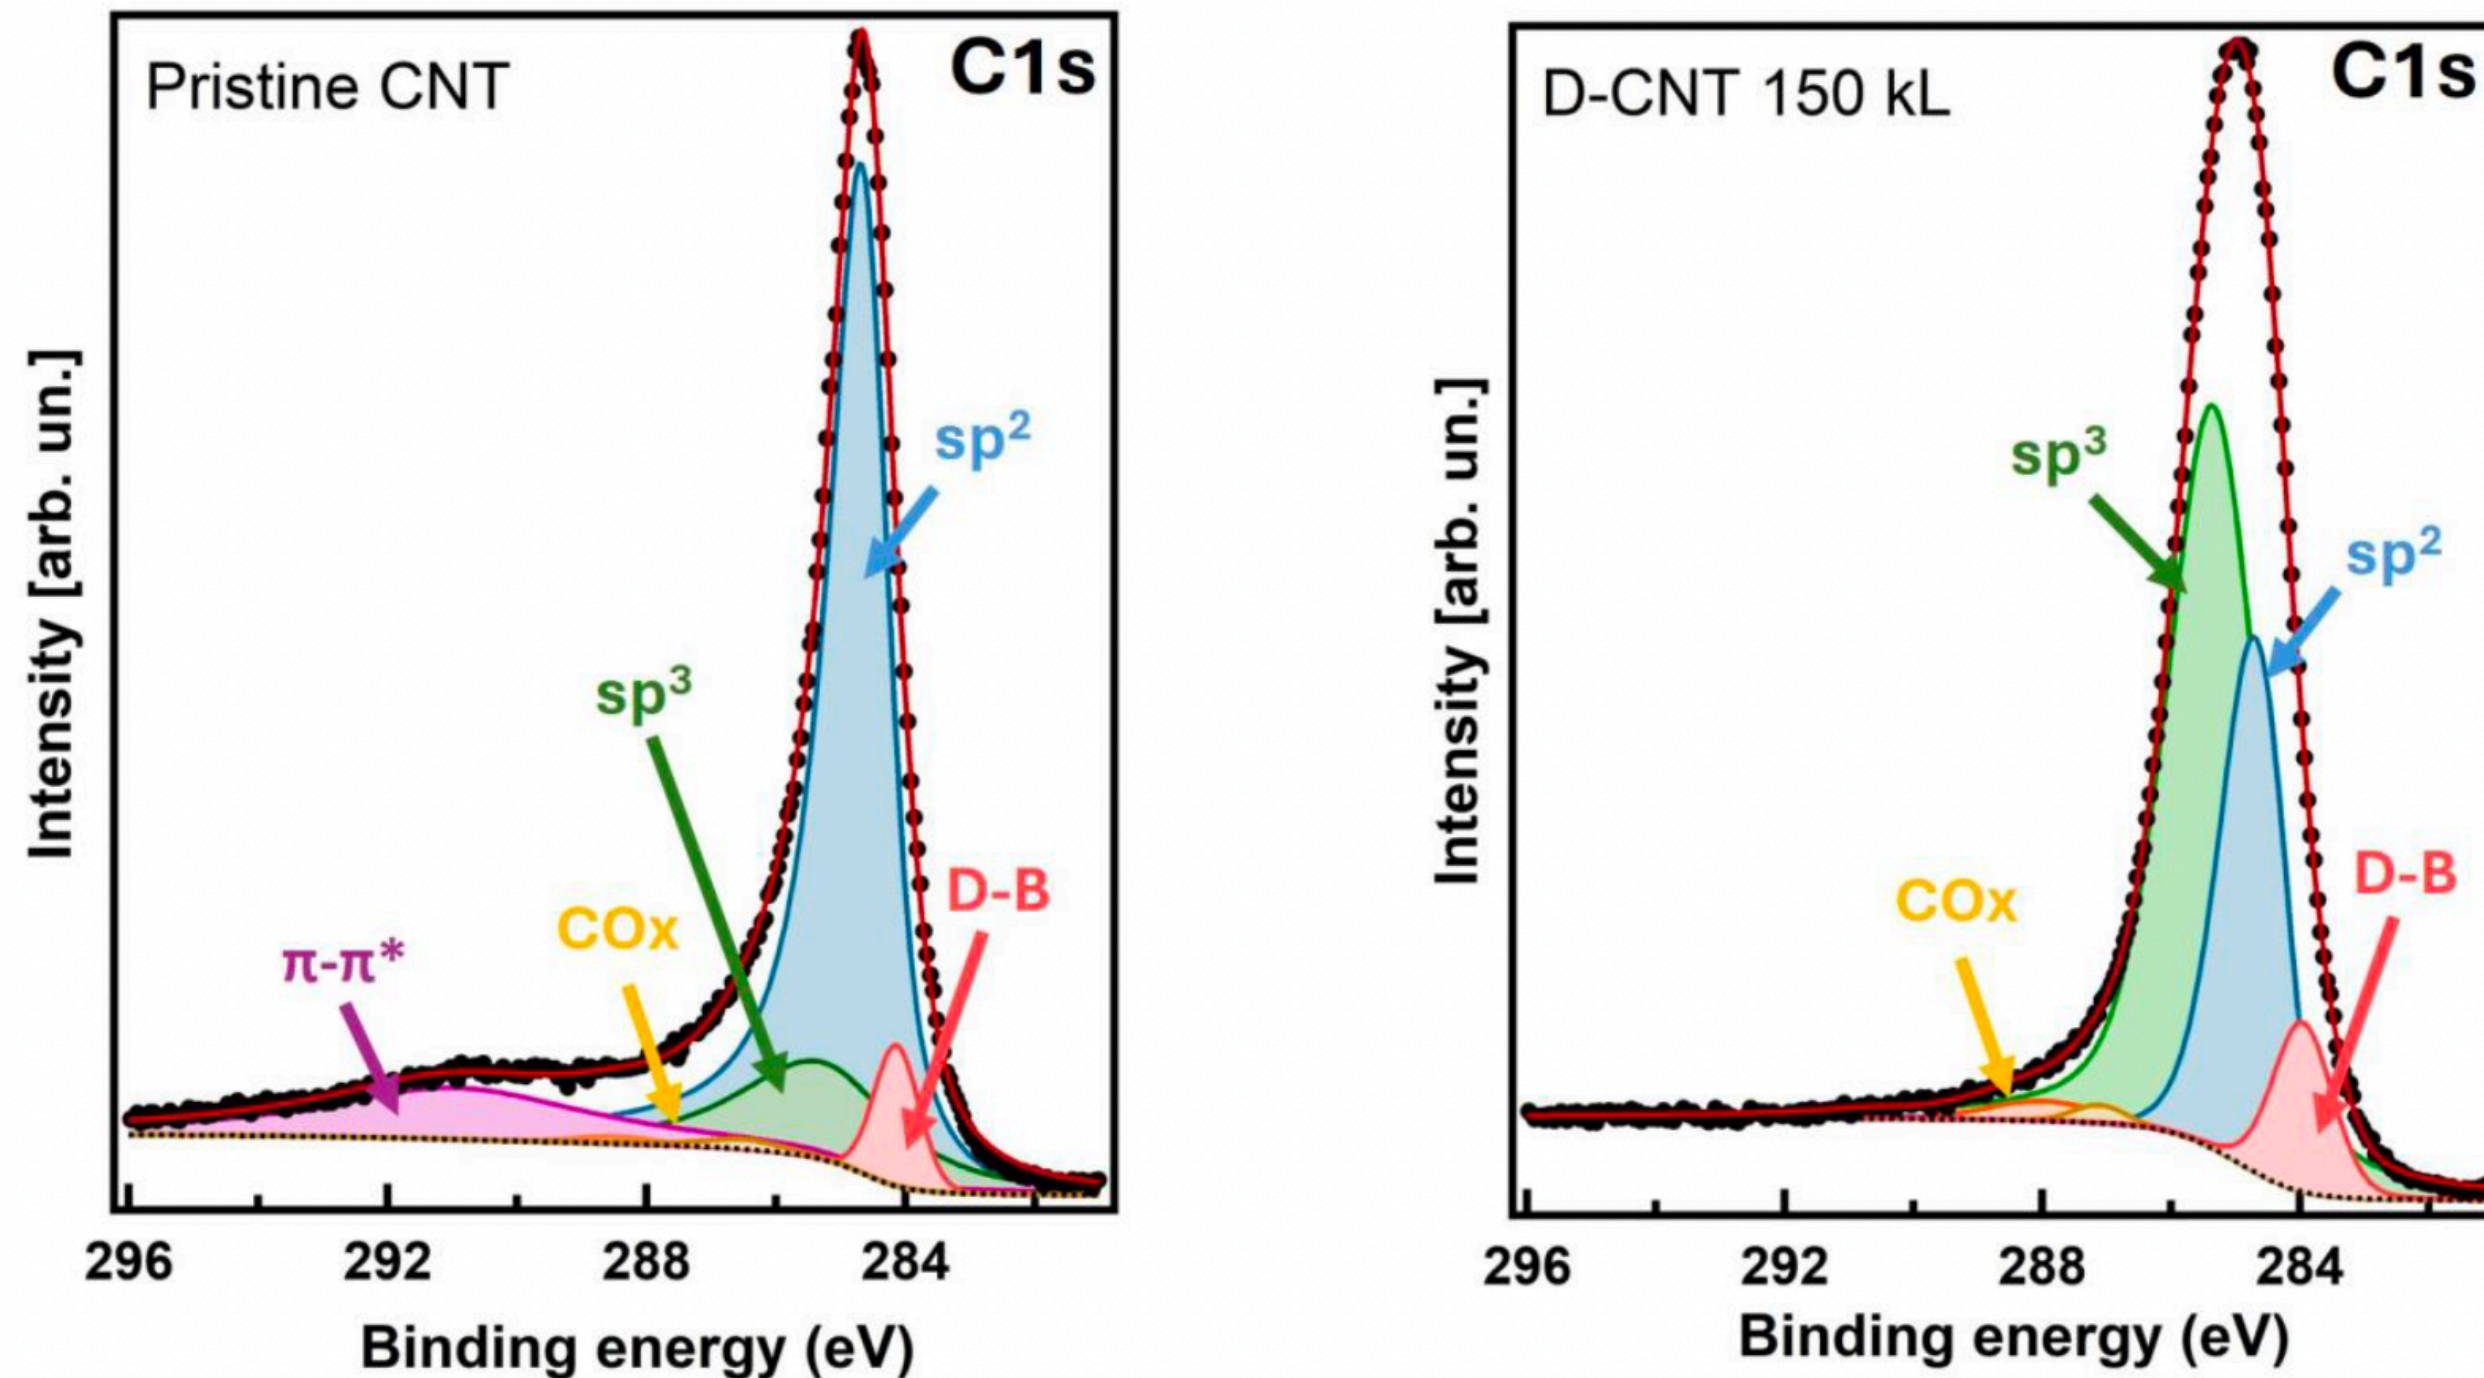 Pristine CNT
C1s
sp²
sp³
COx
D-B
π-π*
Intensity [arb. un.]
296 292 288 284
Binding energy (eV)
D-CNT 150 kL
C1s
sp³
sp²
COx
D-B
Intensity [arb. un.]
296 292 288 284
Binding energy (eV)